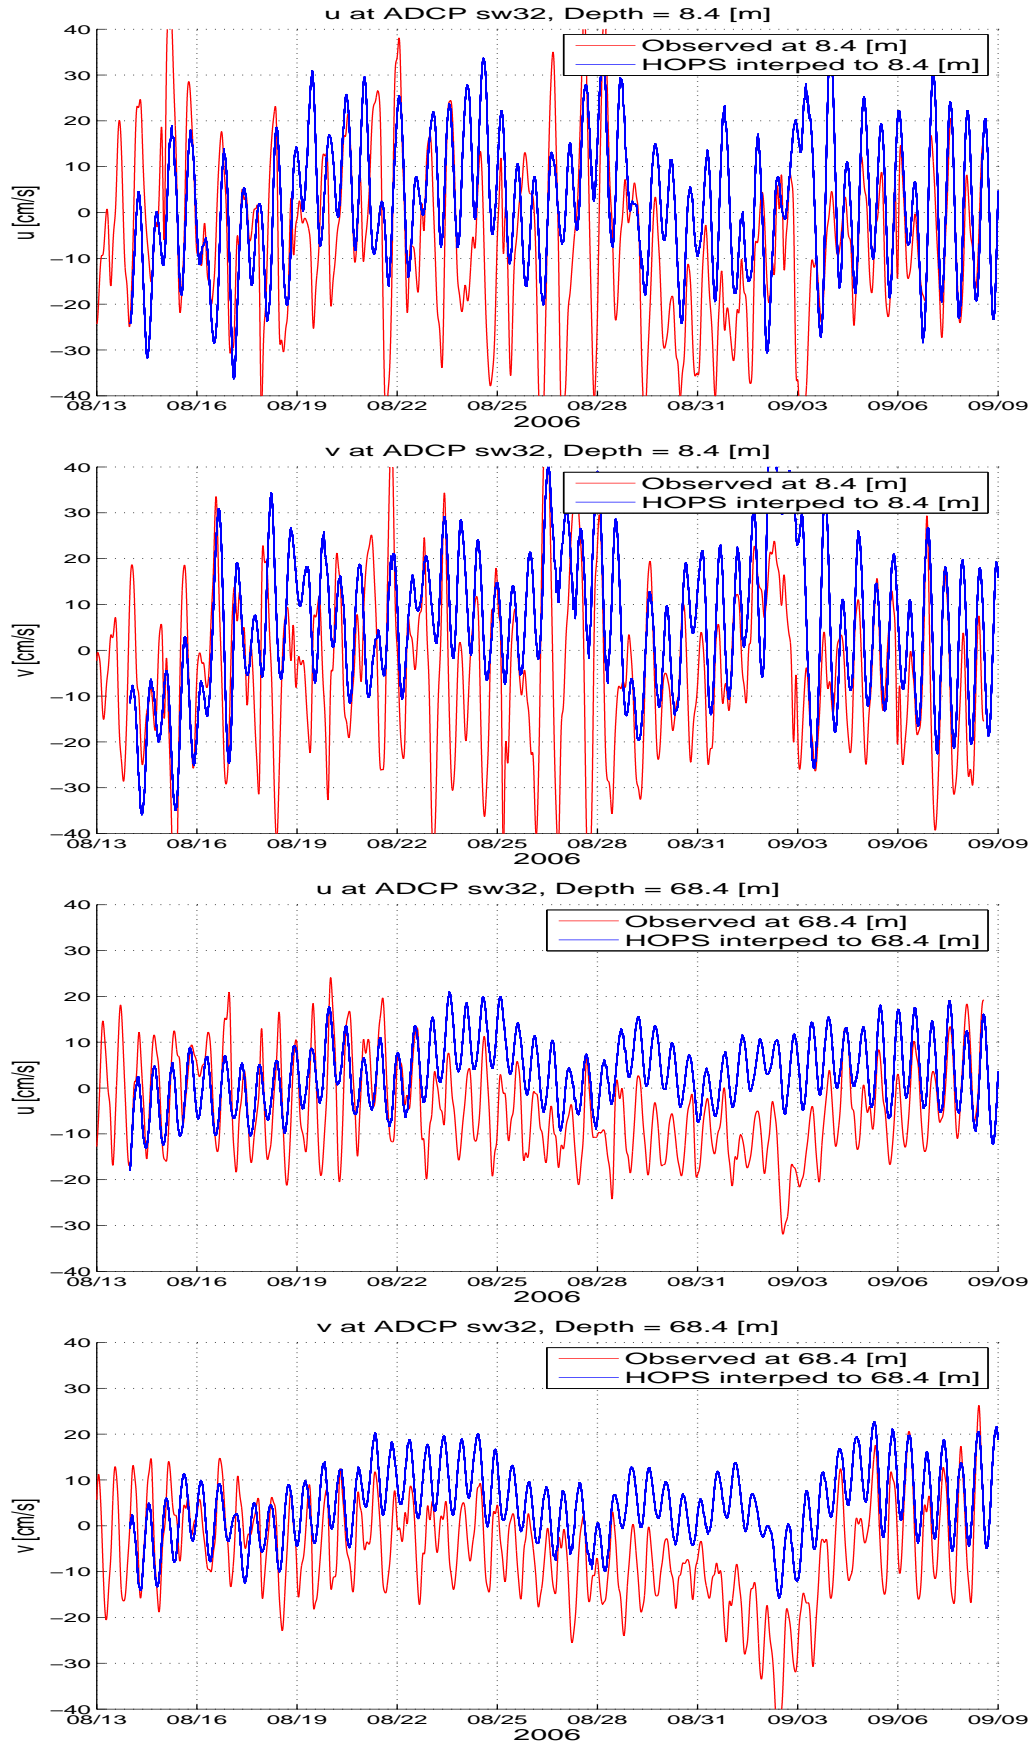 u at ADCP sw32, Depth = 8.4 [m]
40
30
20
10
0
−10
−20
−30
−40
u [cm/s]
Observed at 8.4 [m]
HOPS interped to 8.4 [m]
08/13 08/16 08/19 08/22 08/25 08/28 08/31 09/03 09/06 09/09
2006
v at ADCP sw32, Depth = 8.4 [m]
40
30
20
10
0
−10
−20
−30
−40
v [cm/s]
Observed at 8.4 [m]
HOPS interped to 8.4 [m]
08/13 08/16 08/19 08/22 08/25 08/28 08/31 09/03 09/06 09/09
2006
u at ADCP sw32, Depth = 68.4 [m]
40
30
20
10
0
−10
−20
−30
−40
u [cm/s]
Observed at 68.4 [m]
HOPS interped to 68.4 [m]
08/13 08/16 08/19 08/22 08/25 08/28 08/31 09/03 09/06 09/09
2006
v at ADCP sw32, Depth = 68.4 [m]
40
30
20
10
0
−10
−20
−30
−40
v [cm/s]
Observed at 68.4 [m]
HOPS interped to 68.4 [m]
08/13 08/16 08/19 08/22 08/25 08/28 08/31 09/03 09/06 09/09
2006